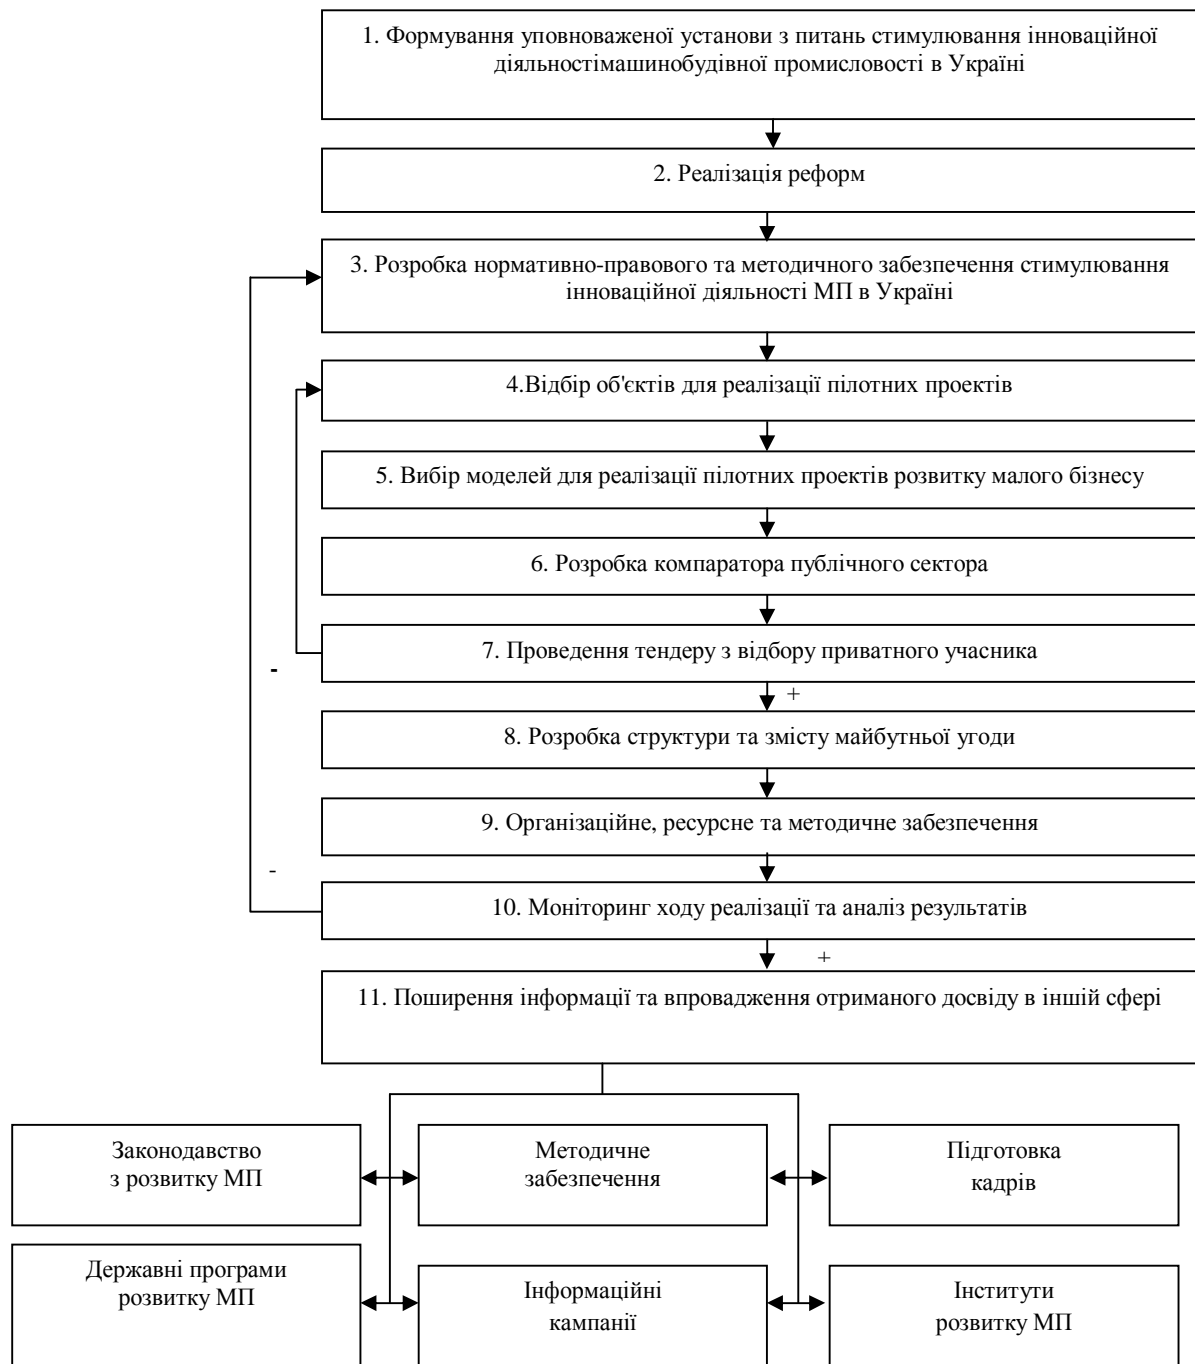 1. Формування уповноваженої установи з питань стимулювання інноваційної
діяльностімашинобудівної промисловості в Україні
2. Реалізація реформ
3. Розробка нормативно-правового та методичного забезпечення стимулювання
інноваційної діяльності МП в Україні
4.Відбір об'єктів для реалізації пілотних проектів
5. Вибір моделей для реалізації пілотних проектів розвитку малого бізнесу
6. Розробка компаратора публічного сектора
7. Проведення тендеру з відбору приватного учасника
-
+
8. Розробка структури та змісту майбутньої угоди
9. Організаційне, ресурсне та методичне забезпечення
-
10. Моніторинг ходу реалізації та аналіз результатів
+
11. Поширення інформації та впровадження отриманого досвіду в іншій сфері
Законодавство
з розвитку МП
Методичне
забезпечення
Підготовка
кадрів
Державні програми
розвитку МП
Інформаційні
кампанії
Інститути
розвитку МП